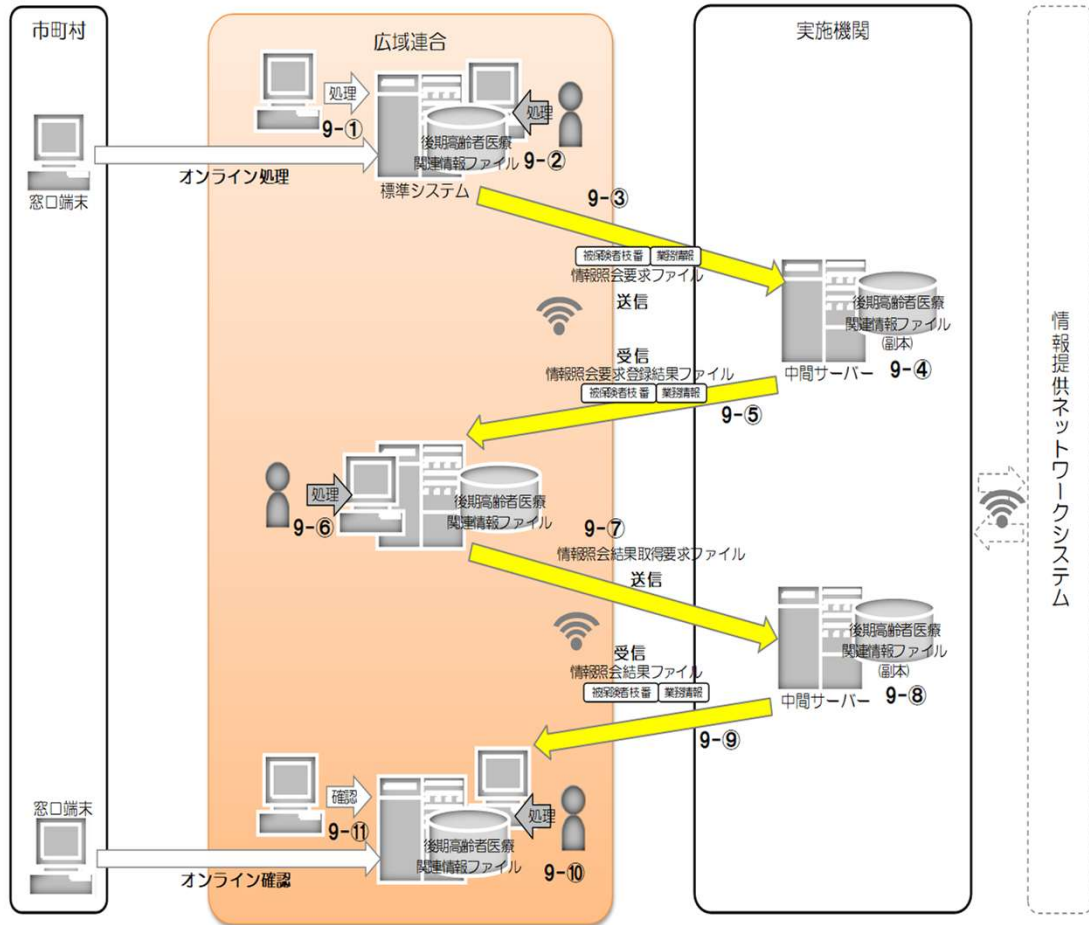 市町村
広域連合
実施機関
処理
9-①
処理
後期高齢者医療
関連情報ファイル
9-②
オンライン処理
標準システム
窓口端末
9-③
被保険者枝番
業務情報
情報照会要求ファイル
送信
後期高齢者医療
関連情報ファイル
(副本)
中間サーバー
9-④
受信
情報照会要求登録結果ファイル
被保険者枝番
業務情報
9-⑤
情報提供ネットワークシステム
処理
9-⑥
後期高齢者医療
関連情報ファイル
9-⑦
情報照会結果取得要求ファイル
送信
後期高齢者医療
関連情報ファイル
(副本)
中間サーバー
9-⑧
受信
情報照会結果ファイル
被保険者枝番
業務情報
9-⑨
窓口端末
確認
9-⑪
処理
後期高齢者医療
関連情報ファイル
9-⑩
オンライン確認